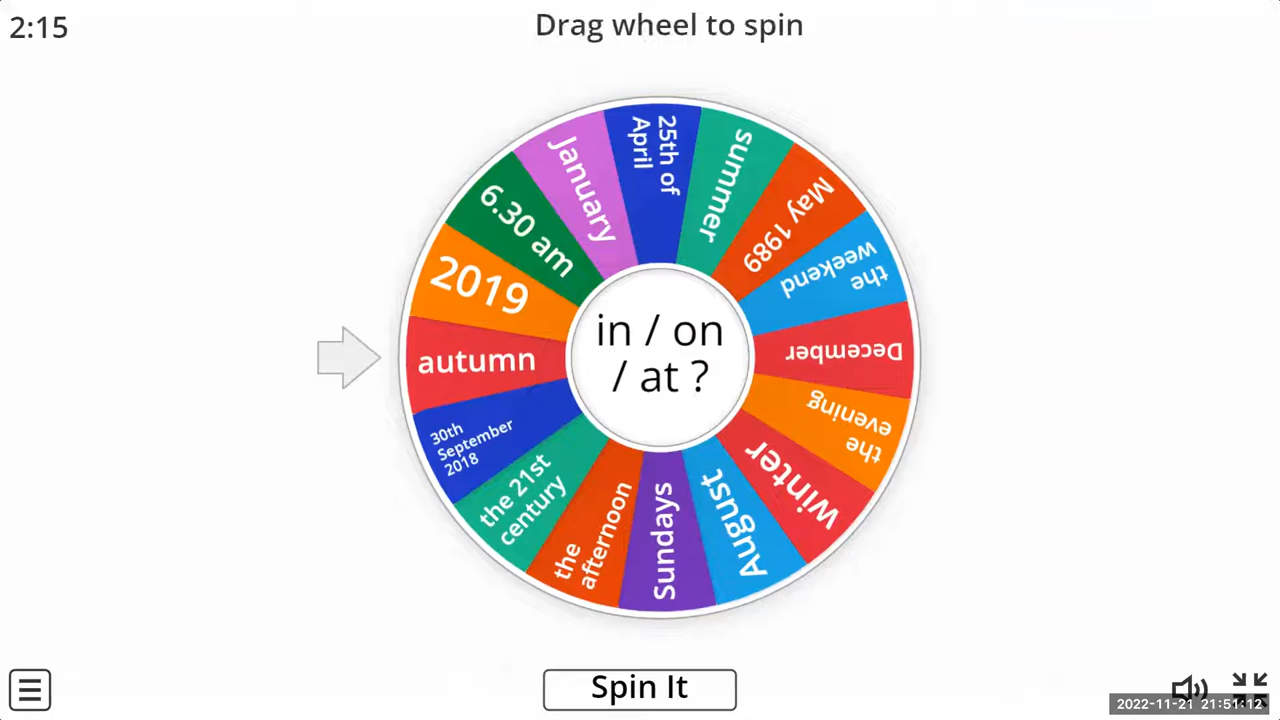 2:15
Drag wheel to spin
25th of
April
summer
May 1989
the
weekend
December
the
evening
winter
August
Sundays
the
afternoon
the 21st
century
30th
September
2018
autumn
2019
6.30 am
January
in / on
/ at ?
Spin It
2022-11-21 21:51:12